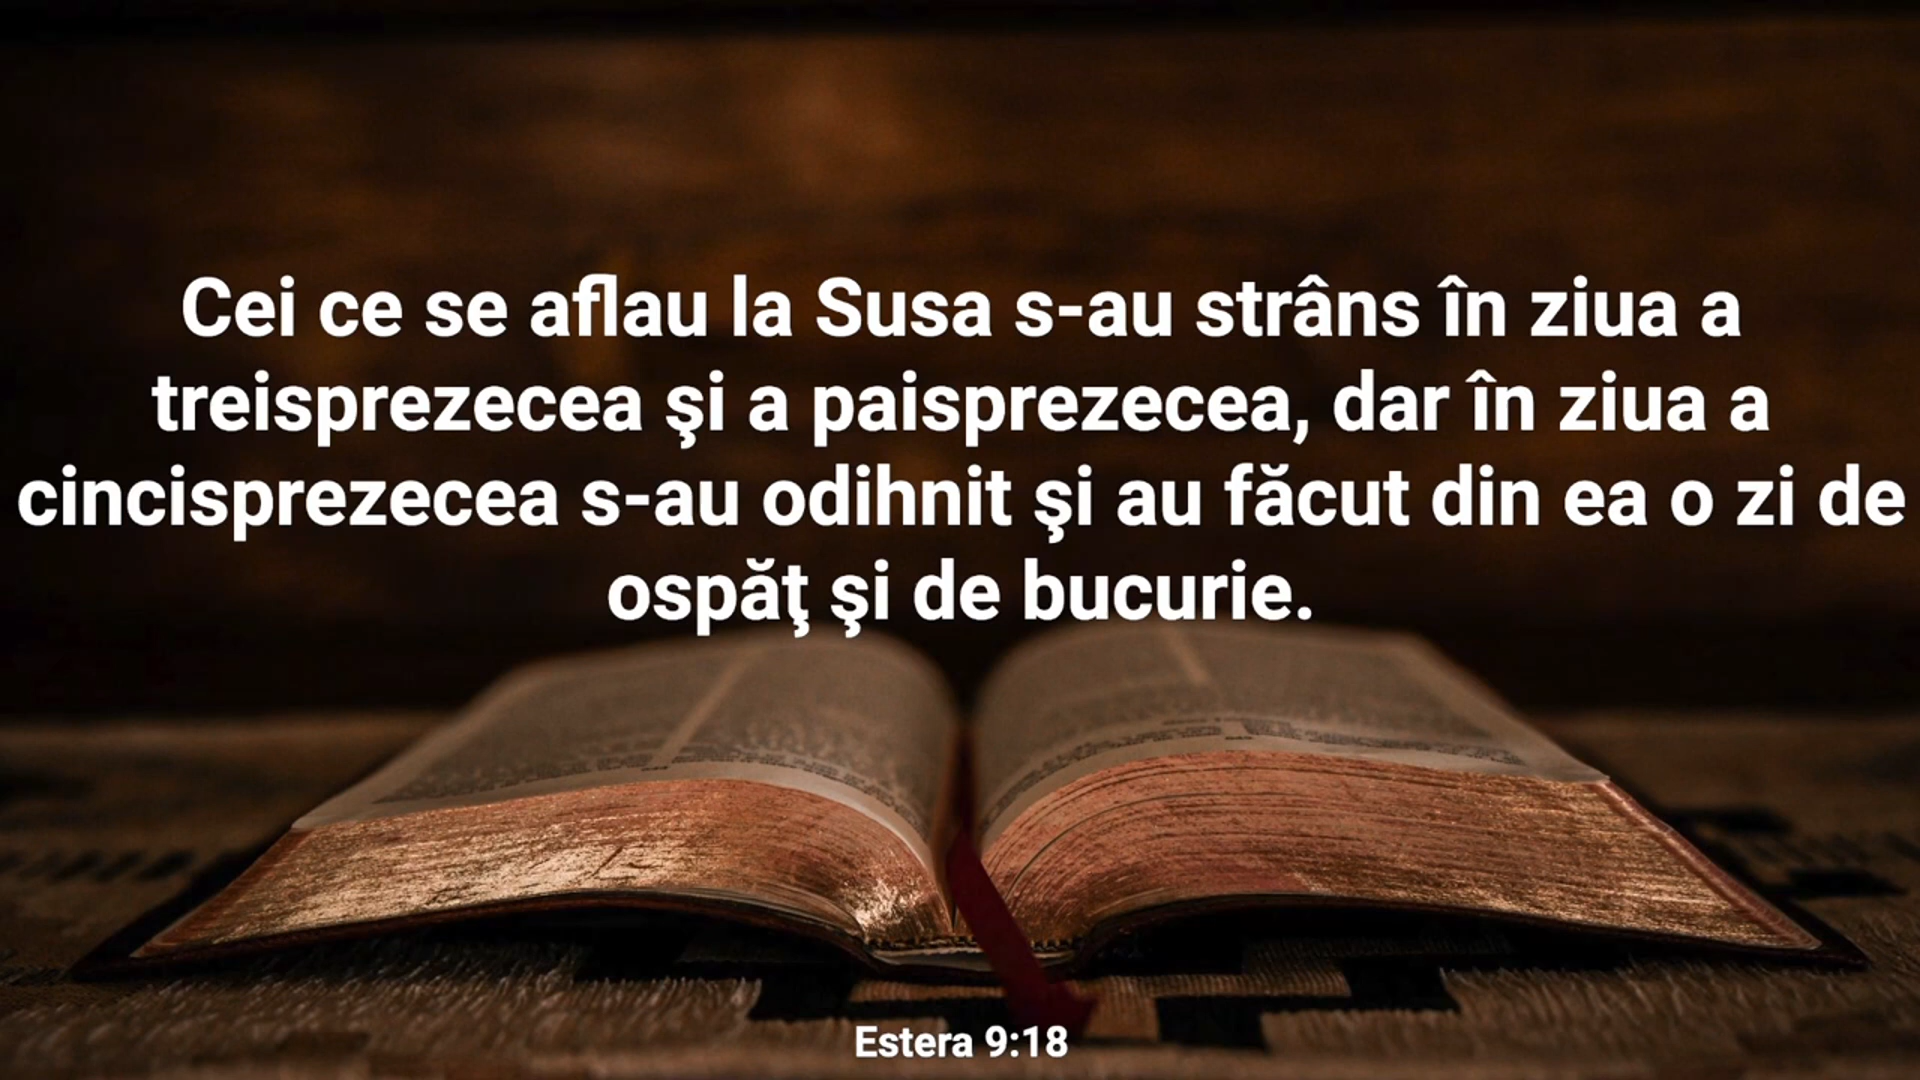 Cei ce se aflau la Susa s-au strâns în ziua a
treisprezecea şi a paisprezecea, dar în ziua a
cincisprezecea s-au odihnit şi au făcut din ea o zi de
ospăţ şi de bucurie.
Estera 9:18